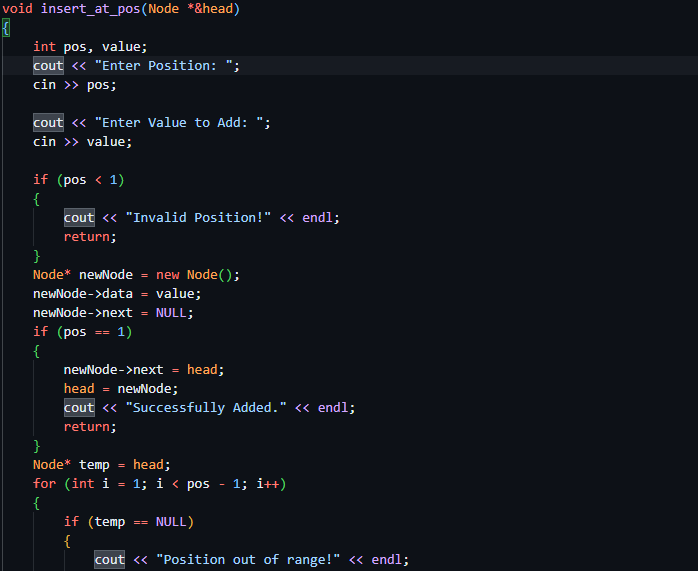 void insert_at_pos(Node *&head)
{
    int pos, value;
    cout << "Enter Position: ";
    cin >> pos;

    cout << "Enter Value to Add: ";
    cin >> value;

    if (pos < 1)
    {
        cout << "Invalid Position!" << endl;
        return;
    }
    Node* newNode = new Node();
    newNode->data = value;
    newNode->next = NULL;
    if (pos == 1)
    {
        newNode->next = head;
        head = newNode;
        cout << "Successfully Added." << endl;
        return;
    }
    Node* temp = head;
    for (int i = 1; i < pos - 1; i++)
    {
        if (temp == NULL)
        {
            cout << "Position out of range!" << endl;